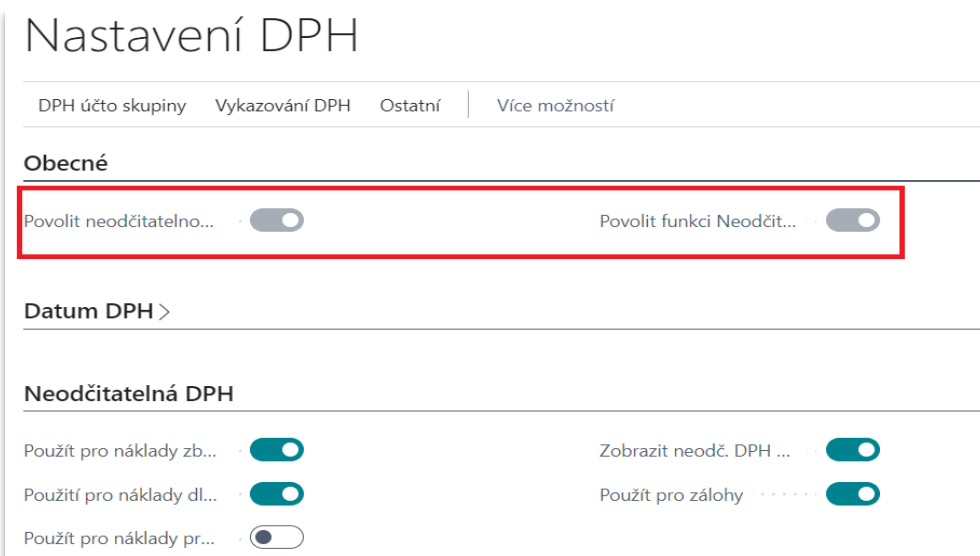 Nastavení DPH
DPH účto skupiny Vykazování DPH Ostatní Více možností
Obecné
Povolit neodčitatelno... Povolit funkci Neodčit...
Datum DPH >
Neodčitatelná DPH
Použít pro náklady zb... Zobrazit neodč. DPH ...
Použití pro náklady dl... Použít pro zálohy
Použít pro náklady pr...